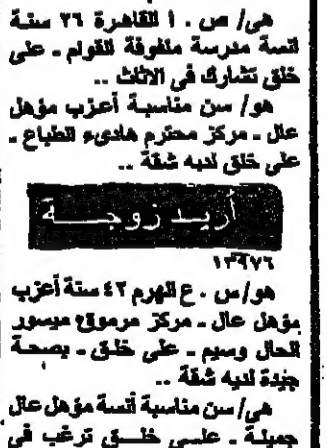 هى/ ص . ا القاهرة ٢٦ سنة
آنسة مدرسة ملفوفة القوام ـ على
خلق تشارك فى الاثاث ..
هو/ سن مناسبة أعزب مؤهل
عال ـ مركز محترم هادىء الطباع ـ
على خلق لديه شقة ..
أريد زوجة
١٣٩٧٦
هو/س . ع الهرم ٤٢ سنة أعزب
مؤهل عال ـ مركز مرموق ميسور
الحال وسيم ـ على خلق ـ بصحة
جيدة لديه شقة ..
هى/ سن مناسبة آنسة مؤهل عال
جميلة ـ على خلق ترغب فى